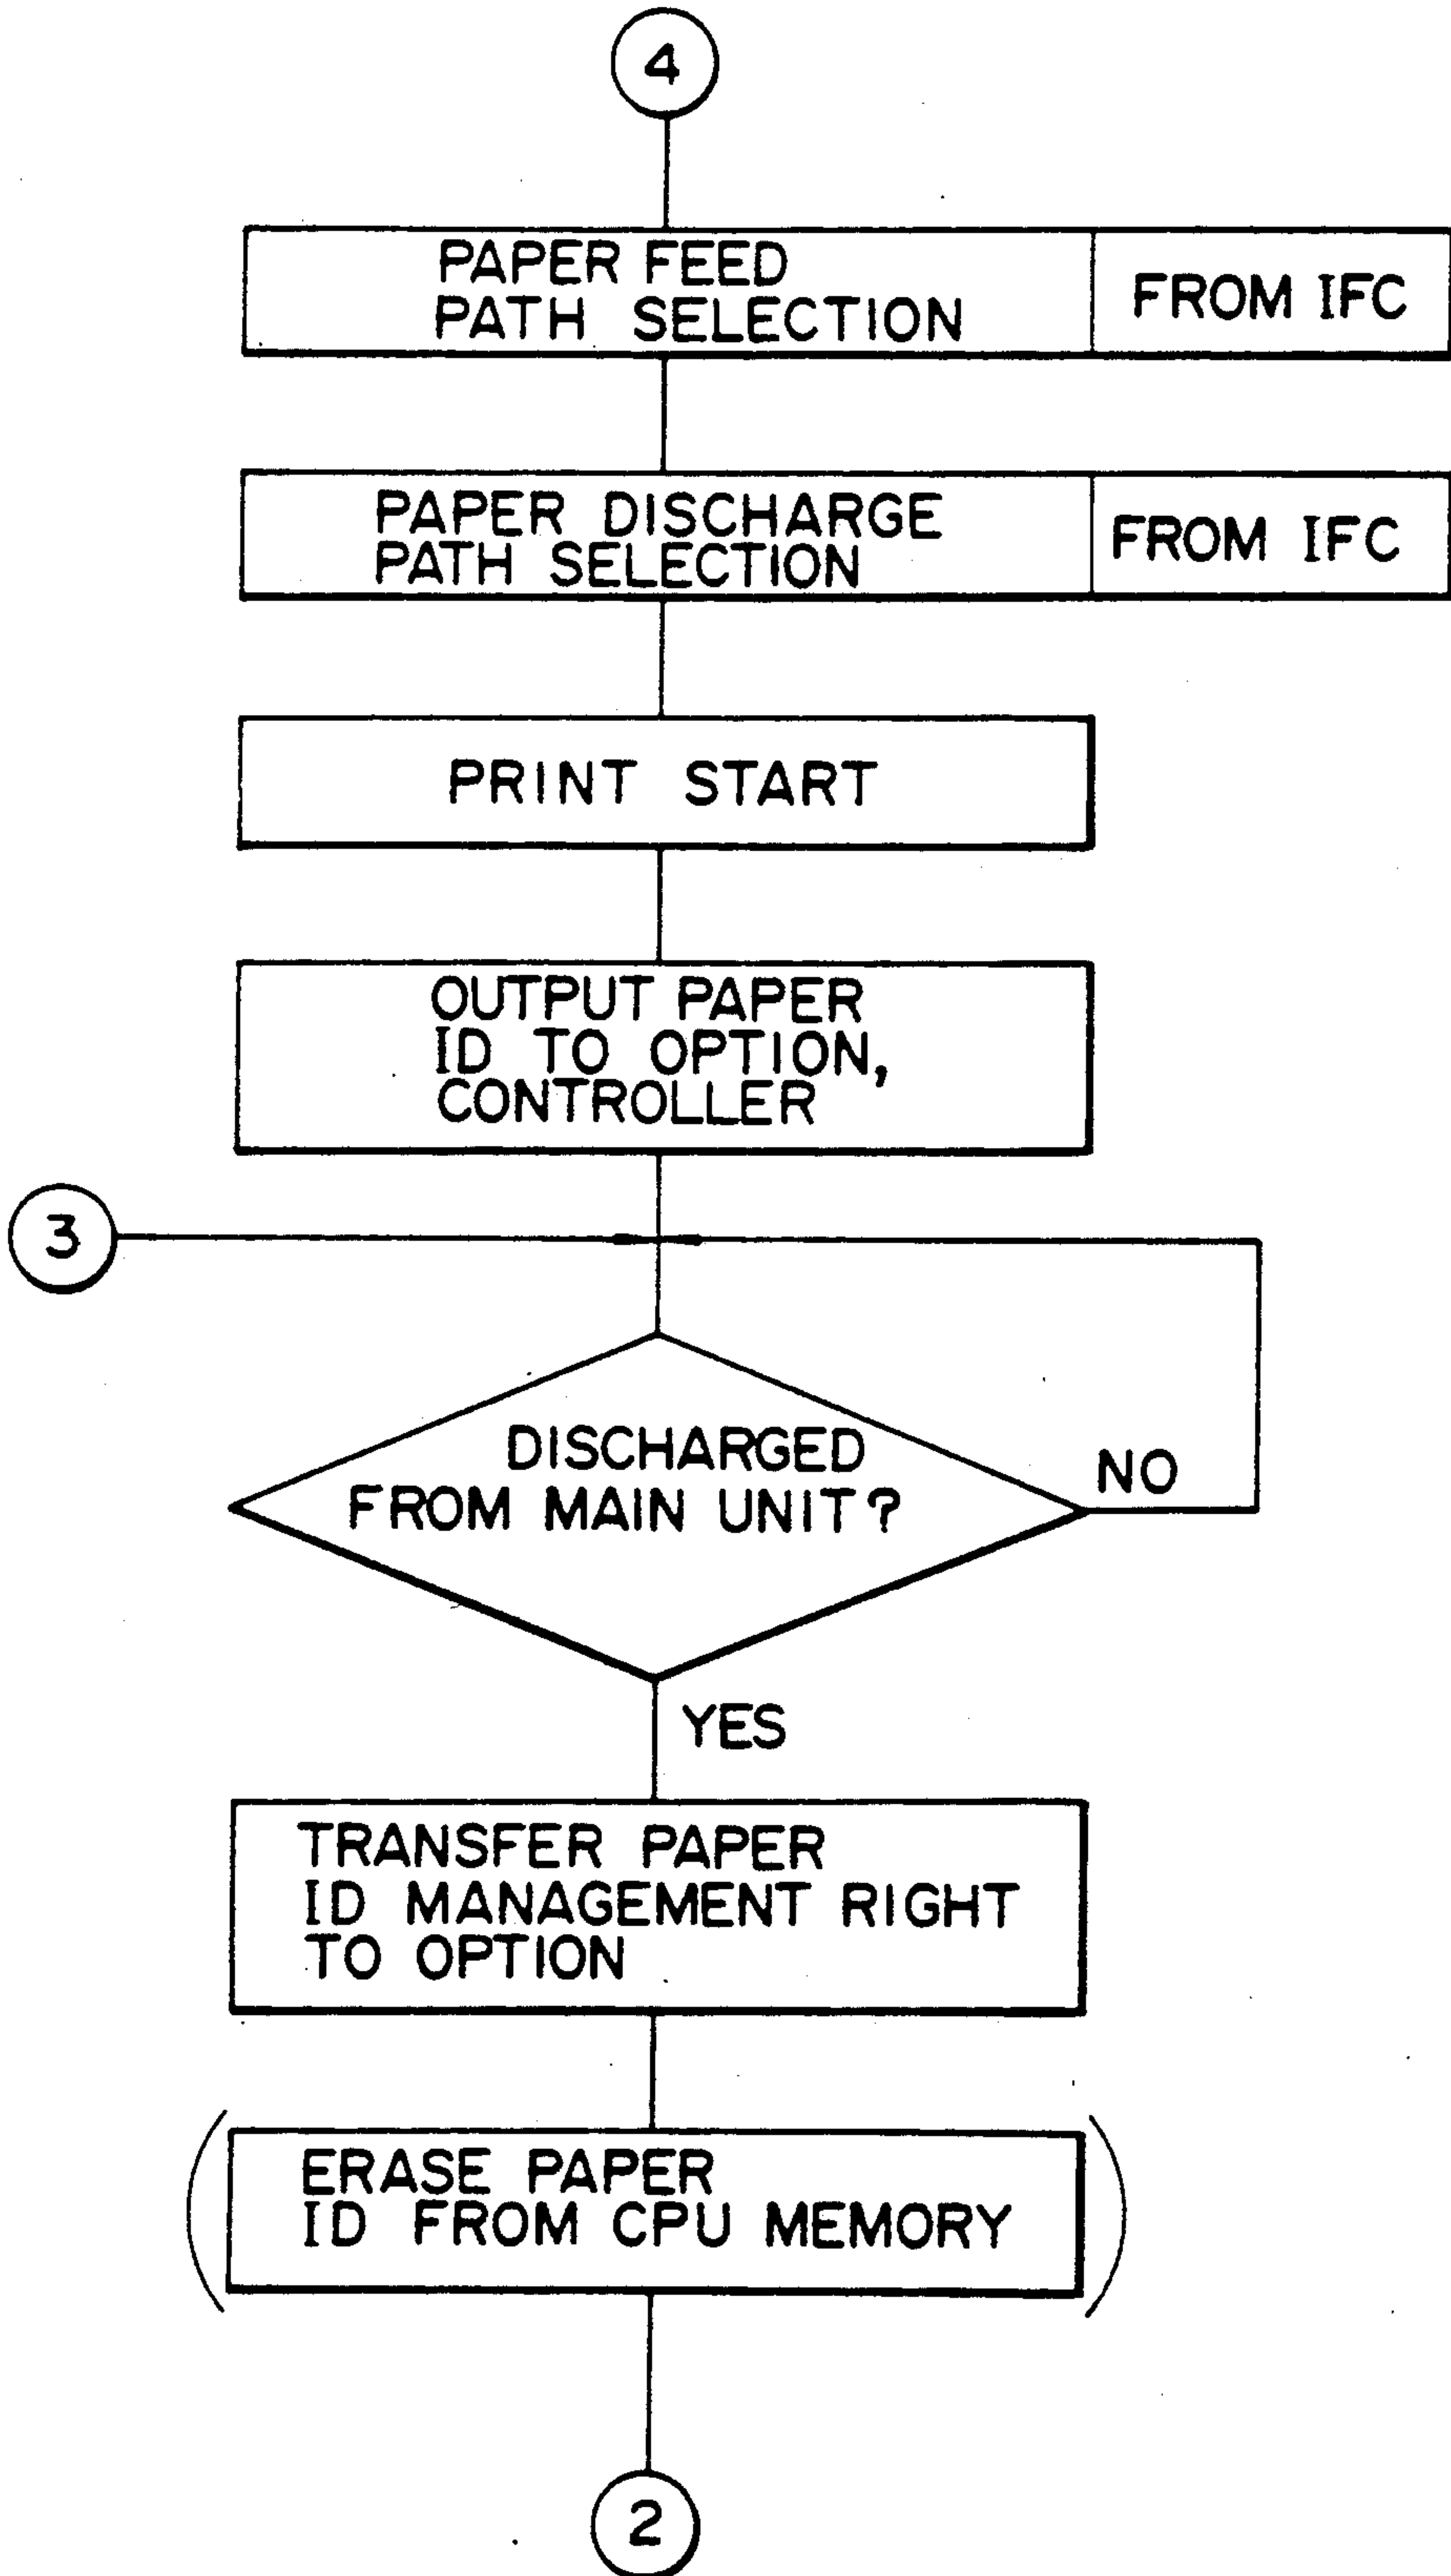 4
PAPER FEED
PATH SELECTION
FROM IFC
PAPER DISCHARGE
PATH SELECTION
FROM IFC
PRINT START
OUTPUT PAPER
ID TO OPTION,
CONTROLLER
3
DISCHARGED
FROM MAIN UNIT?
NO
YES
TRANSFER PAPER
ID MANAGEMENT RIGHT
TO OPTION
ERASE PAPER
ID FROM CPU MEMORY
2